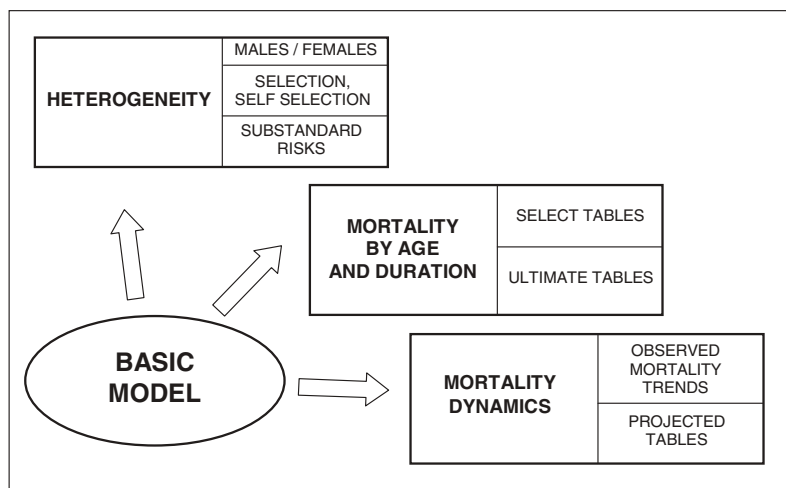 HETEROGENEITY
MALES / FEMALES
SELECTION,
SELF SELECTION
SUBSTANDARD
RISKS
MORTALITY
BY AGE
AND DURATION
SELECT TABLES
ULTIMATE TABLES
BASIC
MODEL
MORTALITY
DYNAMICS
OBSERVED
MORTALITY
TRENDS
PROJECTED
TABLES